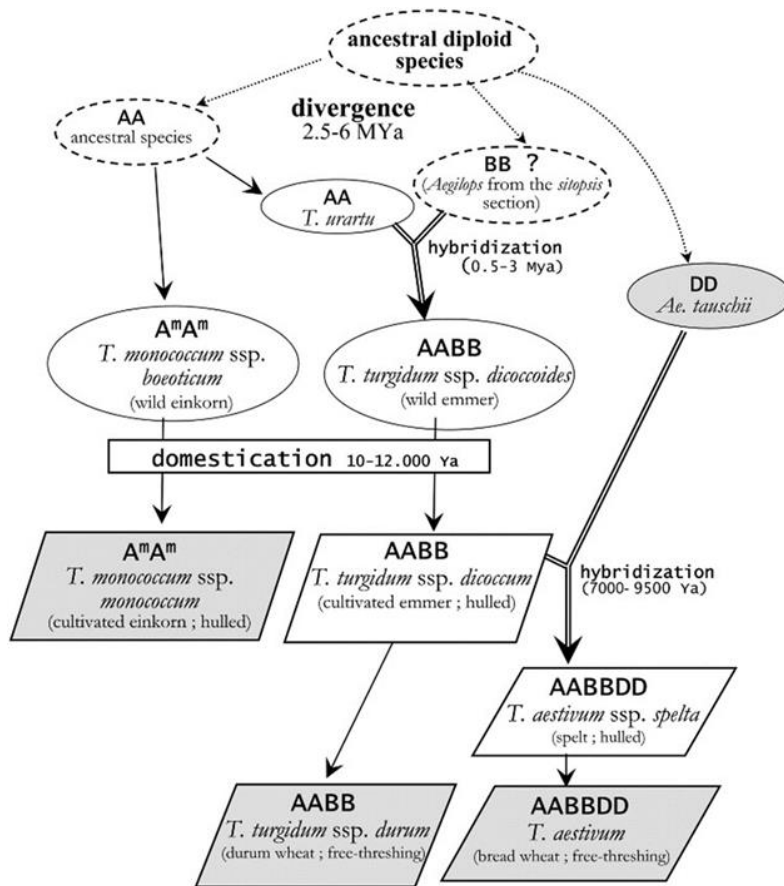 ancestral diploid
species
divergence
2.5-6 MYa
AA
ancestral species
BB ?
(Aegilops from the sitopsis
section)
AA
T. urartu
hybridization
(0.5-3 Mya)
DD
Ae. tauschii
AᵐAᵐ
T. monococcum ssp.
boeoticum
(wild einkorn)
AABB
T. turgidum ssp. dicoccoides
(wild emmer)
domestication 10-12.000 Ya
AᵐAᵐ
T. monococcum ssp.
monococcum
(cultivated einkorn ; hulled)
AABB
T. turgidum ssp. dicoccum
(cultivated emmer ; hulled)
hybridization
(7000- 9500 Ya)
AABBDD
T. aestivum ssp. spelta
(spelt ; hulled)
AABB
T. turgidum ssp. durum
(durum wheat ; free-threshing)
AABBDD
T. aestivum
(bread wheat ; free-threshing)